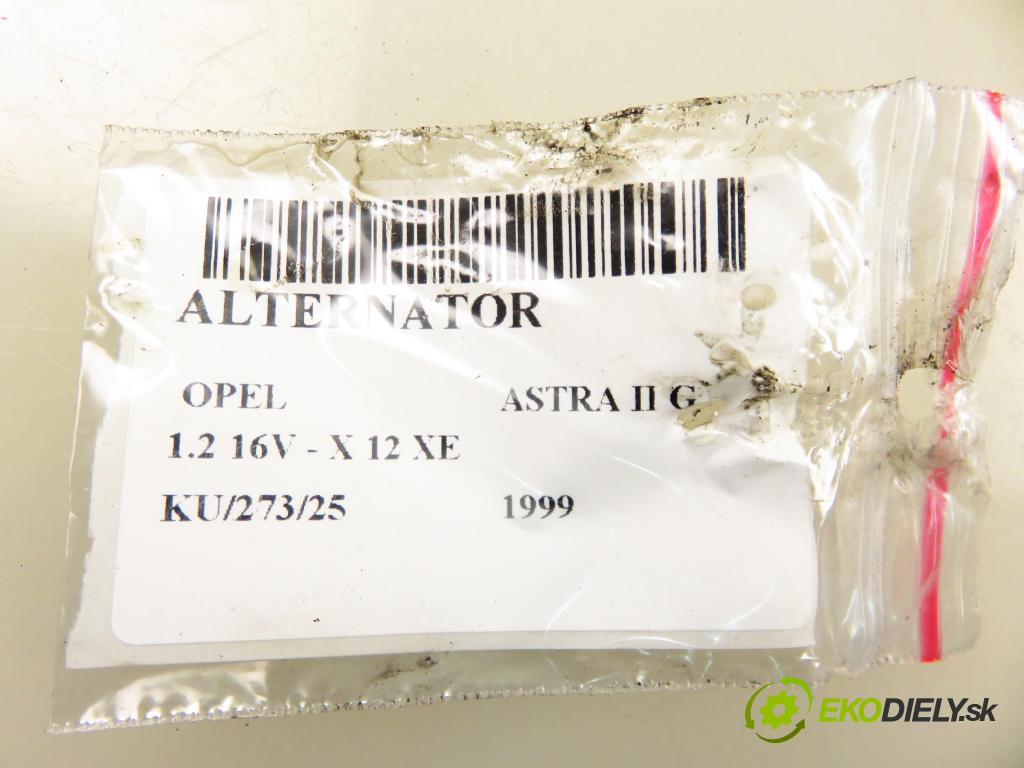 ALTERNATOR
OPEL ASTRA II G
1.2 16V - X 12 XE
KU/273/25 1999
EKODIELY.sk